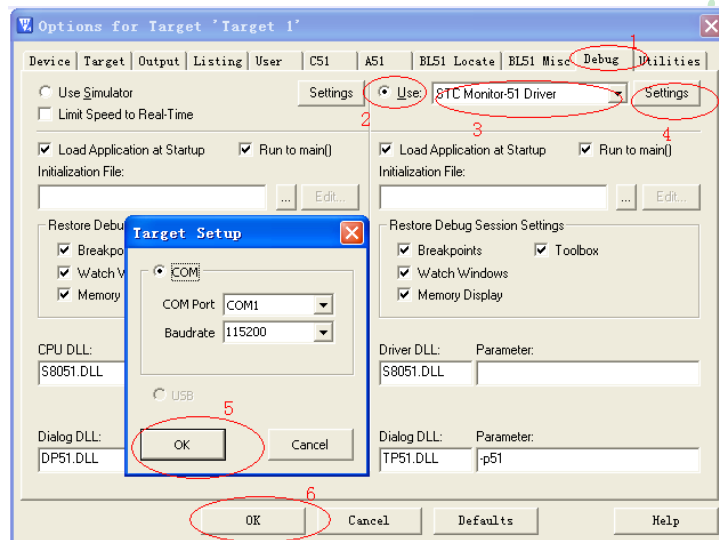 Options for Target 'Target 1'
1
Device Target Output Listing User C51 A51 BL51 Locate BL51 Misc Debug Utilities
Use Simulator Settings Use: STC Monitor-51 Driver Settings
Limit Speed to Real-Time
2 3 4
Load Application at Startup Run to main() Load Application at Startup Run to main()
Initialization File: Initialization File:
... Edit... ... Edit...
Restore Debu Restore Debug Session Settings
Breakpo Breakpoints Toolbox
Watch W Watch Windows
Memory Memory Display
Target Setup
COM
COM Port COM1
Baudrate 115200
USB
5
OK Cancel
CPU DLL: Driver DLL: Parameter:
S8051.DLL S8051.DLL
Dialog DLL: Dialog DLL: Parameter:
DP51.DLL TP51.DLL -p51
6
OK Cancel Defaults Help